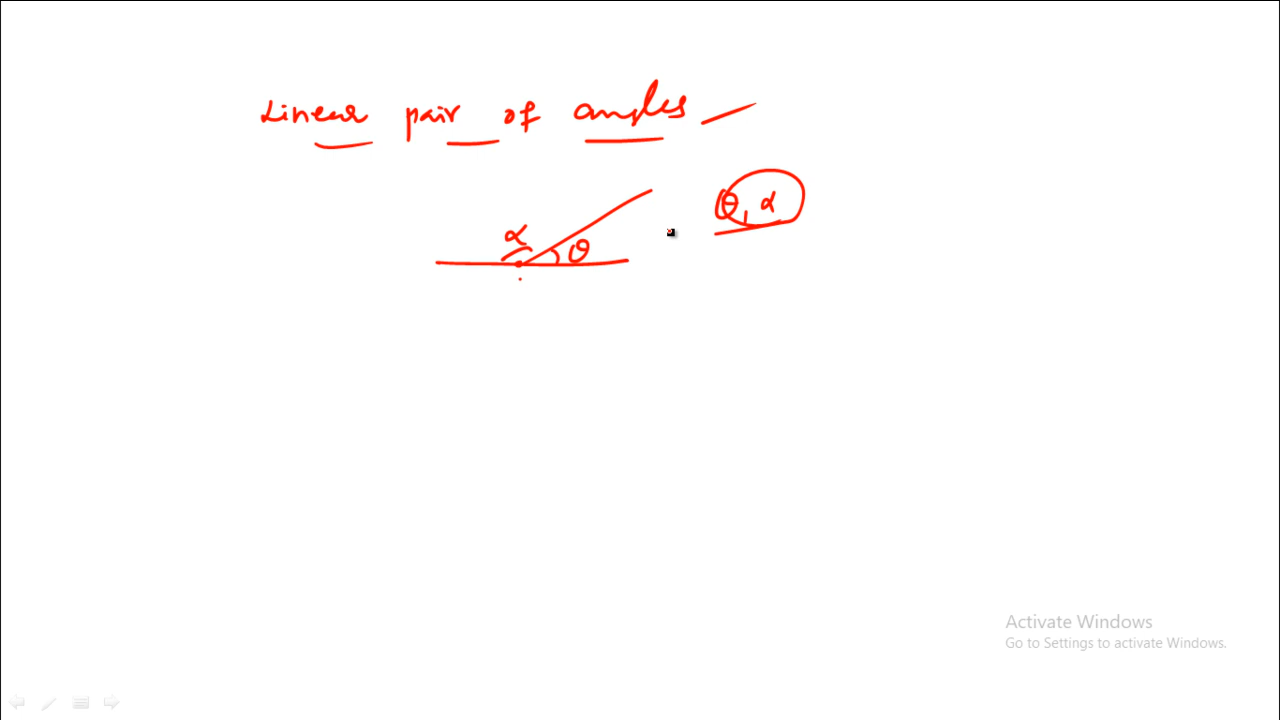 Linear pair of angles
θ, α
α
θ
Activate Windows
Go to Settings to activate Windows.